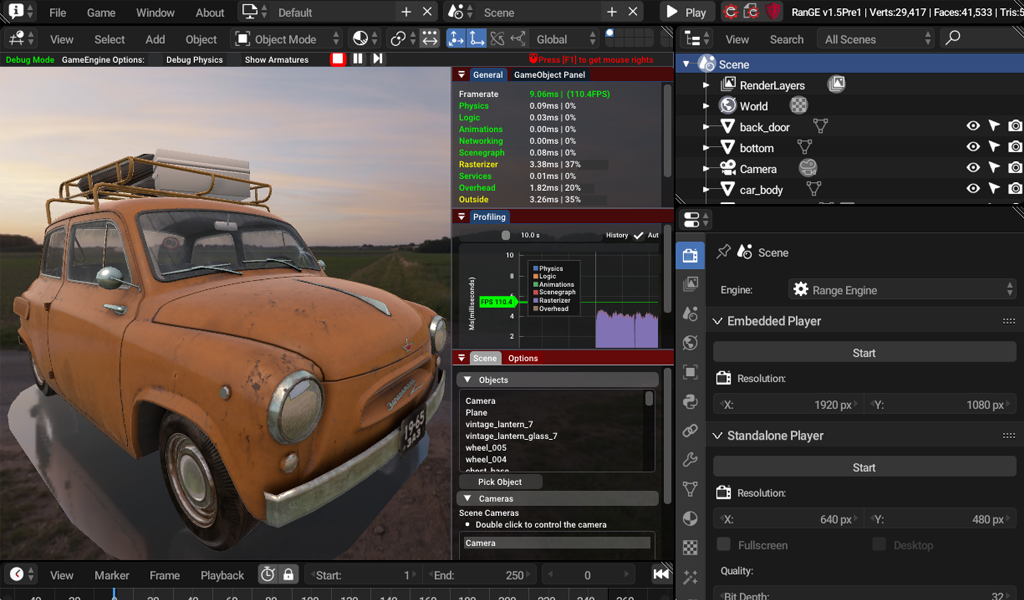 File Game Window About Default Scene Play RanGE v1.5Pre1 | Verts:29,417 | Faces:41,533 | Tris:5
View Select Add Object Object Mode Global View Search All Scenes
Debug Mode GameEngine Options: Debug Physics Show Armatures Press [F1] to get mouse rights
General GameObject Panel
Framerate 9.06ms | (110.4FPS)
Physics 0.09ms | 0%
Logic 0.03ms | 0%
Animations 0.00ms | 0%
Networking 0.00ms | 0%
Scenegraph 0.08ms | 0%
Rasterizer 3.38ms | 37%
Services 0.01ms | 0%
Overhead 1.82ms | 20%
Outside 3.26ms | 35%
Profiling
10.0 s History Aut
Ms(milliseconds)
10
8
4
2
FPS 110.4
Physics
Logic
Animations
Scenegraph
Rasterizer
Overhead
Scene Options
Objects
Camera
Plane
vintage_lantern_7
vintage_lantern_glass_7
wheel_005
wheel_004
chest_base
Pick Object
Cameras
Scene Cameras
Double click to control the camera
Camera
19-65
Scene
RenderLayers
World
back_door
bottom
Camera
car_body
Scene
Engine: Range Engine
Embedded Player
Start
Resolution:
X: 1920 px Y: 1080 px
Standalone Player
Start
Resolution:
X: 640 px Y: 480 px
Fullscreen Desktop
Quality:
Bit Depth: 32
View Marker Frame Playback Start: 1 End: 250 0